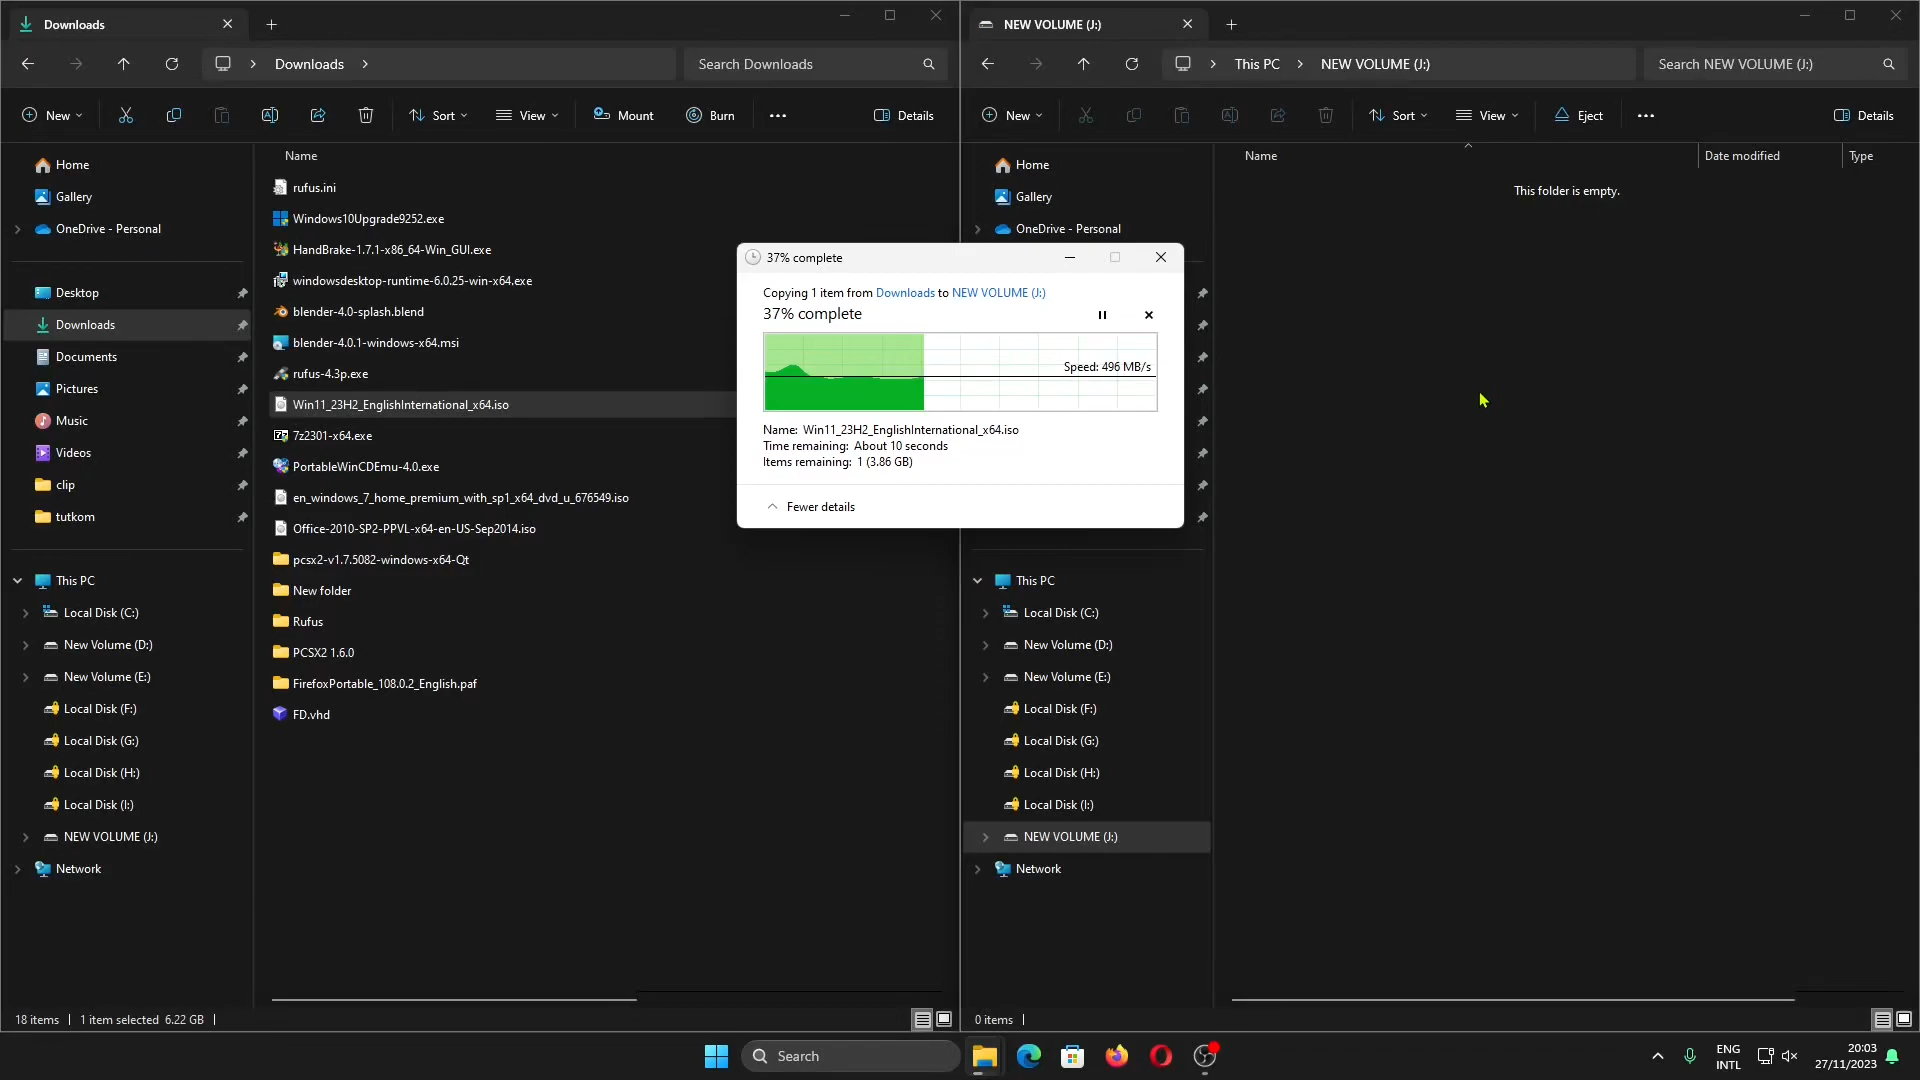 Downloads
Downloads
Search Downloads
New
Sort
View
Mount
Burn
Details
Home
Gallery
OneDrive - Personal
Desktop
Downloads
Documents
Pictures
Music
Videos
clip
tutkom
This PC
Local Disk (C:)
New Volume (D:)
New Volume (E:)
Local Disk (F:)
Local Disk (G:)
Local Disk (H:)
Local Disk (I:)
NEW VOLUME (J:)
Network
Name
rufus.ini
Windows10Upgrade9252.exe
HandBrake-1.7.1-x86_64-Win_GUI.exe
windowsdesktop-runtime-6.0.25-win-x64.exe
blender-4.0-splash.blend
blender-4.0.1-windows-x64.msi
rufus-4.3p.exe
Win11_23H2_EnglishInternational_x64.iso
7z2301-x64.exe
PortableWinCDEmu-4.0.exe
en_windows_7_home_premium_with_sp1_x64_dvd_u_676549.iso
Office-2010-SP2-PPVL-x64-en-US-Sep2014.iso
pcsx2-v1.7.5082-windows-x64-Qt
New folder
Rufus
PCSX2 1.6.0
FirefoxPortable_108.0.2_English.paf
FD.vhd
18 items
1 item selected 6.22 GB
37% complete
Copying 1 item from Downloads to NEW VOLUME (J:)
37% complete
Speed: 496 MB/s
Name: Win11_23H2_EnglishInternational_x64.iso
Time remaining: About 10 seconds
Items remaining: 1 (3.86 GB)
Fewer details
NEW VOLUME (J:)
This PC
NEW VOLUME (J:)
Search NEW VOLUME (J:)
New
Sort
View
Eject
Details
Home
Gallery
OneDrive - Personal
This PC
Local Disk (C:)
New Volume (D:)
New Volume (E:)
Local Disk (F:)
Local Disk (G:)
Local Disk (H:)
Local Disk (I:)
NEW VOLUME (J:)
Network
Name
Date modified
Type
This folder is empty.
0 items
Search
ENG
INTL
20:03
27/11/2023